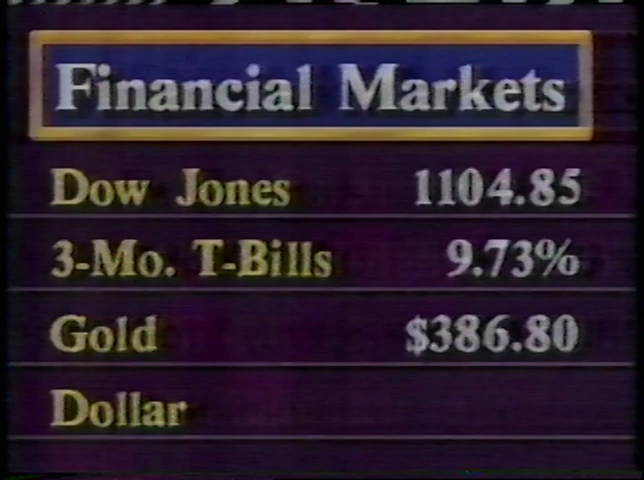 Financial Markets
Dow Jones 1104.85
3-Mo. T-Bills 9.73%
Gold $386.80
Dollar